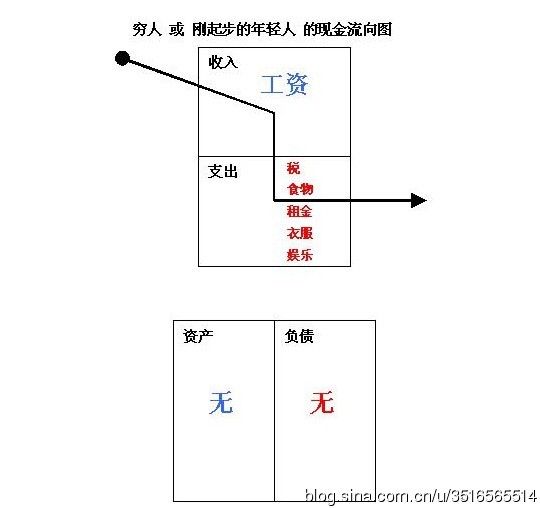 穷人 或 刚起步的年轻人 的现金流向图
收入
工资
支出
税
食物
租金
衣服
娱乐
资产
负债
无
无
blog.sina.com.cn/u/3516565514